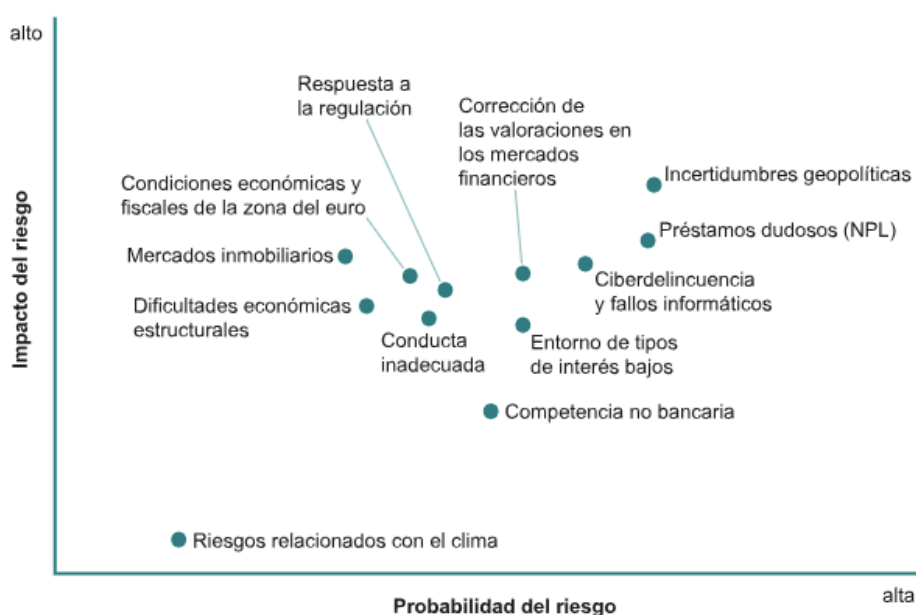 alto
Respuesta a
la regulación
Corrección de
las valoraciones en
los mercados
financieros
Incertidumbres geopolíticas
Condiciones económicas y
fiscales de la zona del euro
Préstamos dudosos (NPL)
Mercados inmobiliarios
Ciberdelincuencia
y fallos informáticos
Dificultades económicas
estructurales
Conducta
inadecuada
Entorno de tipos
de interés bajos
Competencia no bancaria
Riesgos relacionados con el clima
Impacto del riesgo
Probabilidad del riesgo
alta